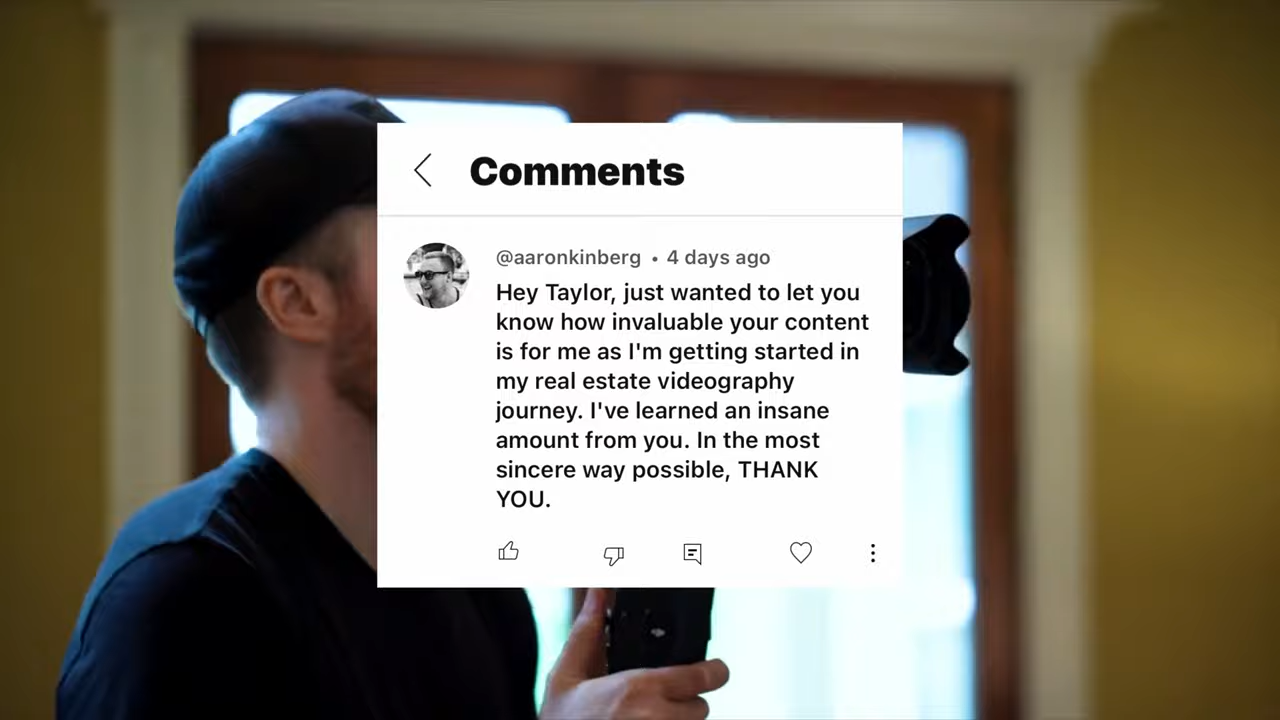 Comments
@aaronkinberg • 4 days ago
Hey Taylor, just wanted to let you
know how invaluable your content
is for me as I'm getting started in
my real estate videography
journey. I've learned an insane
amount from you. In the most
sincere way possible, THANK
YOU.